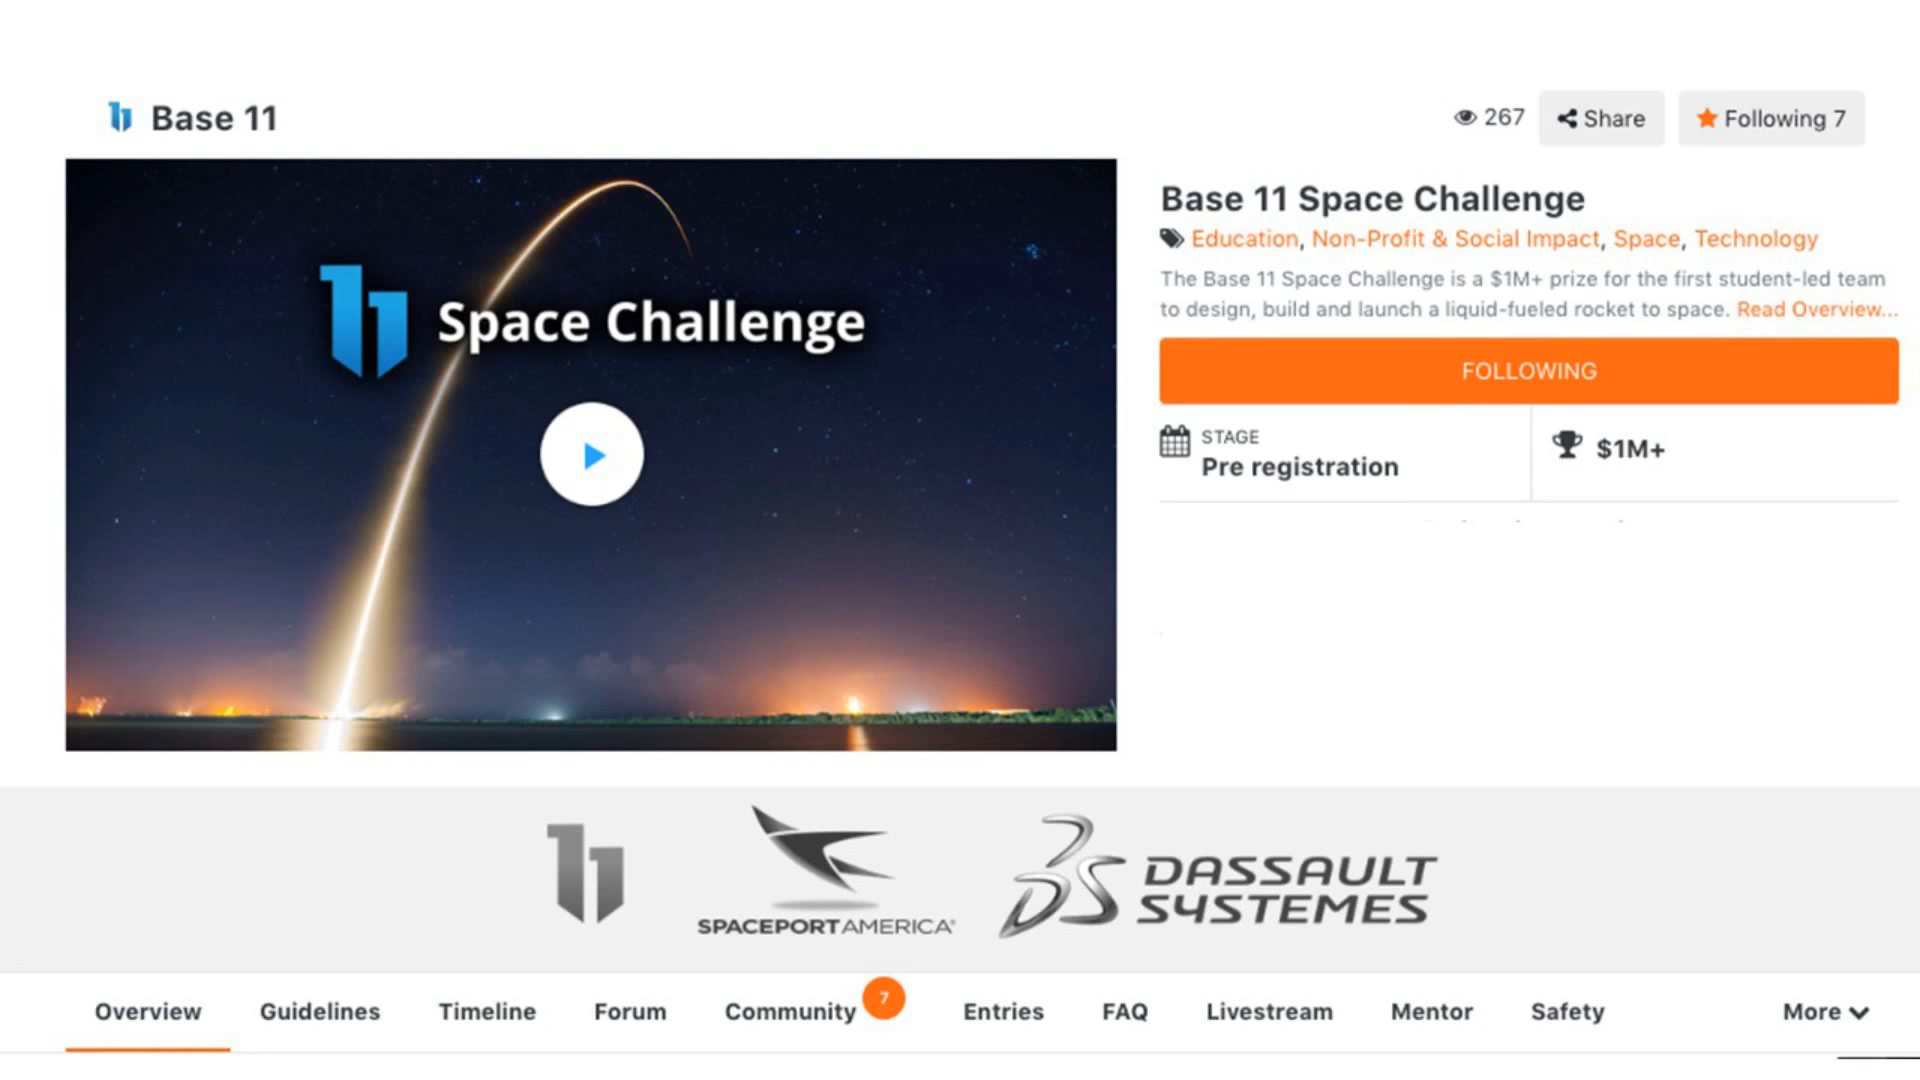 Base 11
267
Share
Following 7
Space Challenge
Base 11 Space Challenge
Education, Non-Profit & Social Impact, Space, Technology
The Base 11 Space Challenge is a $1M+ prize for the first student-led team
to design, build and launch a liquid-fueled rocket to space. Read Overview...
FOLLOWING
STAGE
Pre registration
$1M+
SPACEPORTAMERICA®
DASSAULT
SYSTEMES
Overview
Guidelines
Timeline
Forum
Community
7
Entries
FAQ
Livestream
Mentor
Safety
More